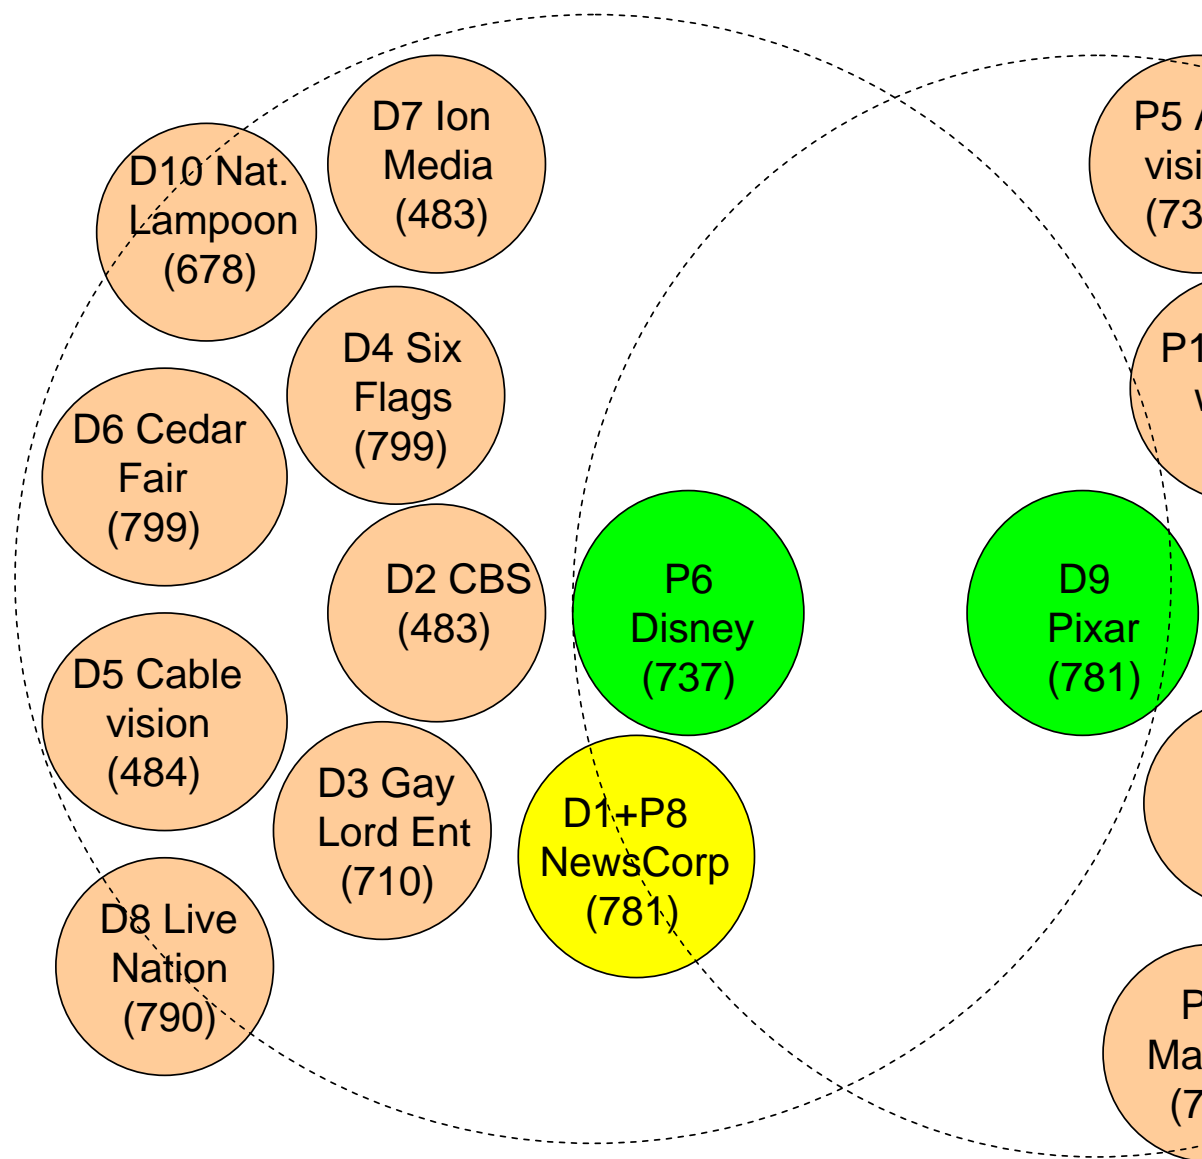 D7 Ion
Media
(483)
D10 Nat.
Lampoon
(678)
D4 Six
Flags
(799)
D6 Cedar
Fair
(799)
D2 CBS
(483)
D5 Cable
vision
(484)
D3 Gay
Lord Ent
(710)
D8 Live
Nation
(790)
P6
Disney
(737)
D1+P8
NewsCorp
(781)
D9
Pixar
(781)
P5